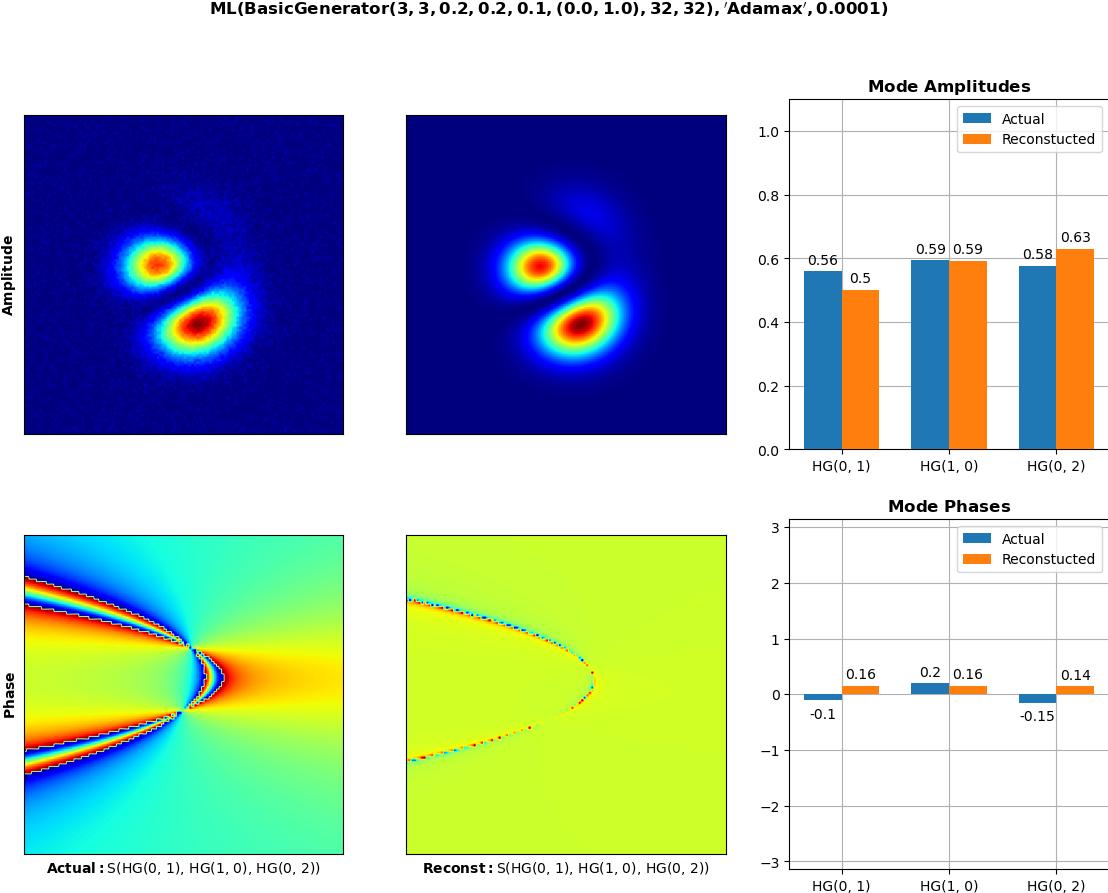 ML(BasicGenerator(3, 3, 0.2, 0.2, 0.1, (0.0, 1.0), 32, 32), ′Adamax′, 0.0001)
Amplitude
Mode Amplitudes
Actual
Reconstucted
1.0
0.8
0.6
0.4
0.2
0.0
0.56
0.5
0.59
0.59
0.58
0.63
HG(0, 1)
HG(1, 0)
HG(0, 2)
Phase
Actual: S(HG(0, 1), HG(1, 0), HG(0, 2))
Reconst: S(HG(0, 1), HG(1, 0), HG(0, 2))
Mode Phases
Actual
Reconstucted
3
2
1
0
−1
−2
−3
-0.1
0.16
0.2
0.16
-0.15
0.14
HG(0, 1)
HG(1, 0)
HG(0, 2)